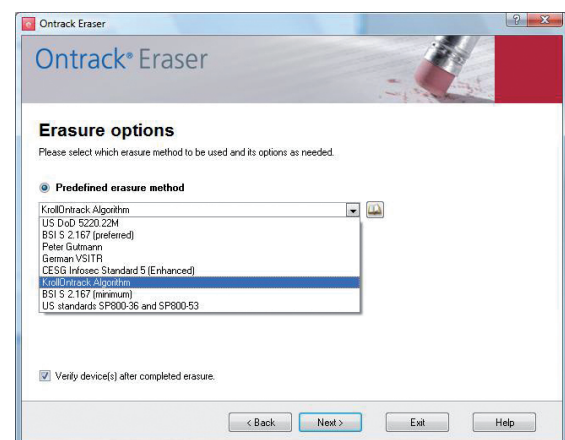 Ontrack Eraser
Ontrack® Eraser
Erasure options
Please select which erasure method to be used and its options as needed.
Predefined erasure method
KrollOntrack Algorithm
US DoD 5220.22M
BSI S 2.167 (preferred)
Peter Gutmann
German VSITR
CESG Infosec Standard 5 (Enhanced)
KrollOntrack Algorithm
BSI S 2.167 (minimum)
US standards SP800-36 and SP800-53
Verify device(s) after completed erasure.
< Back Next > Exit Help